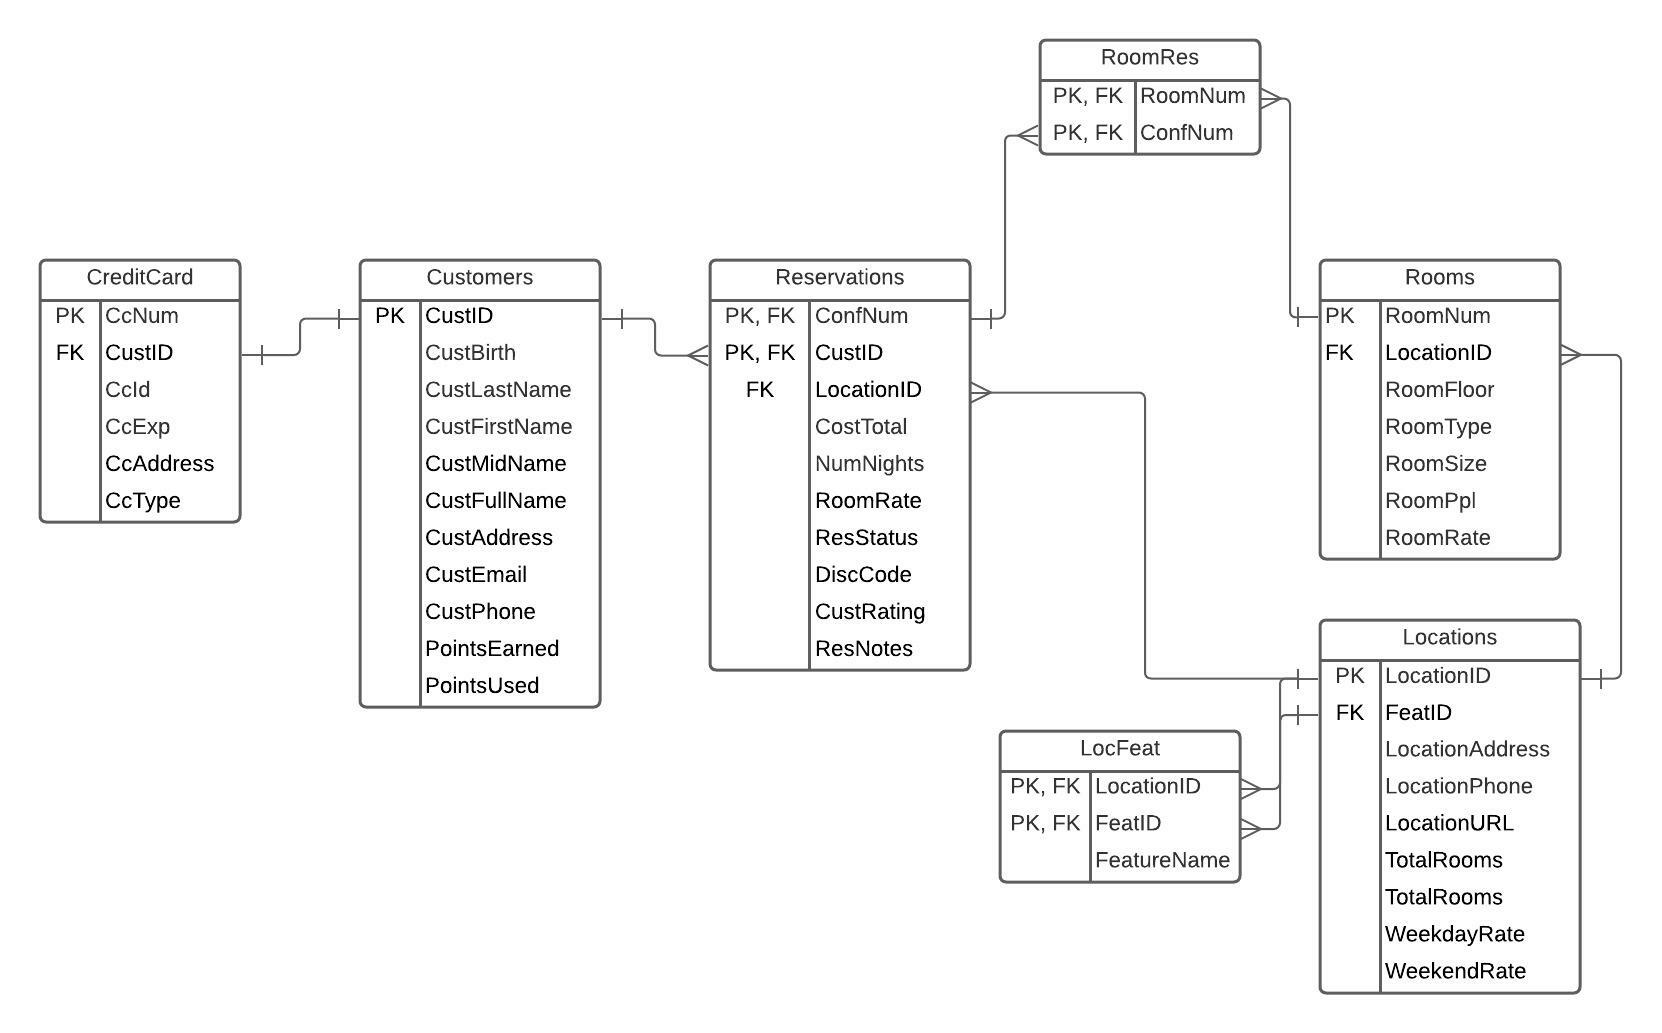 RoomRes
PK, FK RoomNum
PK, FK ConfNum
CreditCard
PK CcNum
FK CustID
CcId
CcExp
CcAddress
CcType
Customers
PK CustID
CustBirth
CustLastName
CustFirstName
CustMidName
CustFullName
CustAddress
CustEmail
CustPhone
PointsEarned
PointsUsed
Reservations
PK, FK ConfNum
PK, FK CustID
FK LocationID
CostTotal
NumNights
RoomRate
ResStatus
DiscCode
CustRating
ResNotes
Rooms
PK RoomNum
FK LocationID
RoomFloor
RoomType
RoomSize
RoomPpl
RoomRate
LocFeat
PK, FK LocationID
PK, FK FeatID
FeatureName
Locations
PK LocationID
FK FeatID
LocationAddress
LocationPhone
LocationURL
TotalRooms
TotalRooms
WeekdayRate
WeekendRate